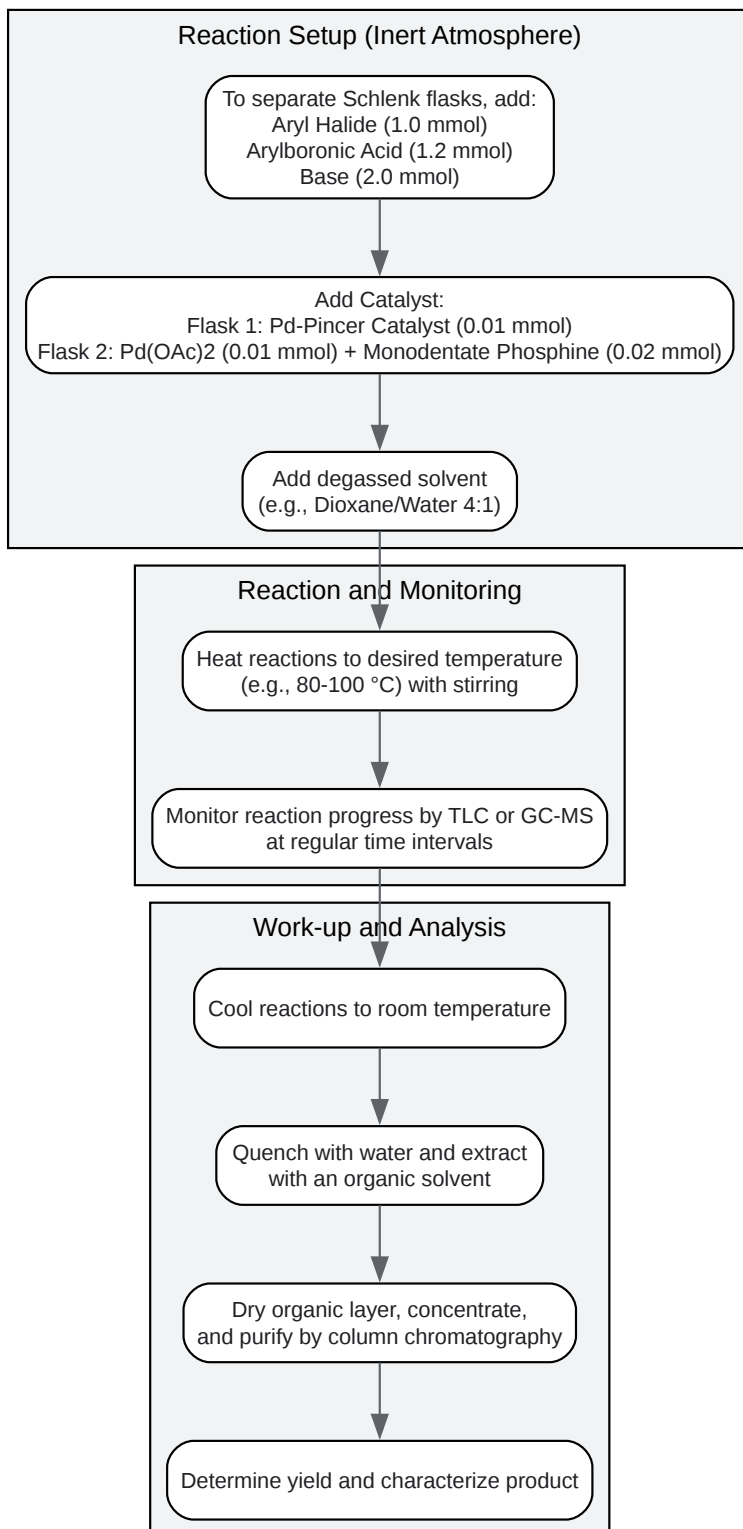 Reaction Setup (Inert Atmosphere)
To separate Schlenk flasks, add:
Aryl Halide (1.0 mmol)
Arylboronic Acid (1.2 mmol)
Base (2.0 mmol)
Add Catalyst:
Flask 1: Pd-Pincer Catalyst (0.01 mmol)
Flask 2: Pd(OAc)2 (0.01 mmol) + Monodentate Phosphine (0.02 mmol)
Add degassed solvent
(e.g., Dioxane/Water 4:1)
Reaction and Monitoring
Heat reactions to desired temperature
(e.g., 80-100 °C) with stirring
Monitor reaction progress by TLC or GC-MS
at regular time intervals
Work-up and Analysis
Cool reactions to room temperature
Quench with water and extract
with an organic solvent
Dry organic layer, concentrate,
and purify by column chromatography
Determine yield and characterize product